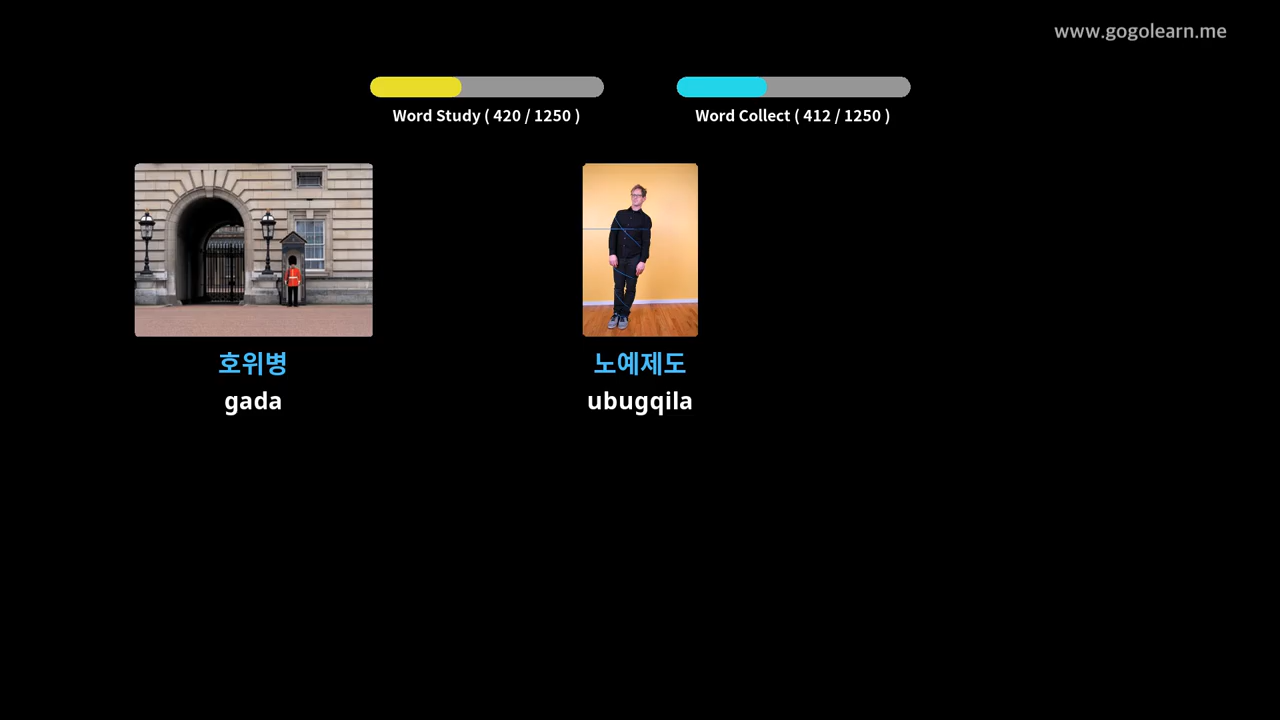 www.gogolearn.me
Word Study ( 420 / 1250 )
Word Collect ( 412 / 1250 )
호위병
gada
노예제도
ubugqila